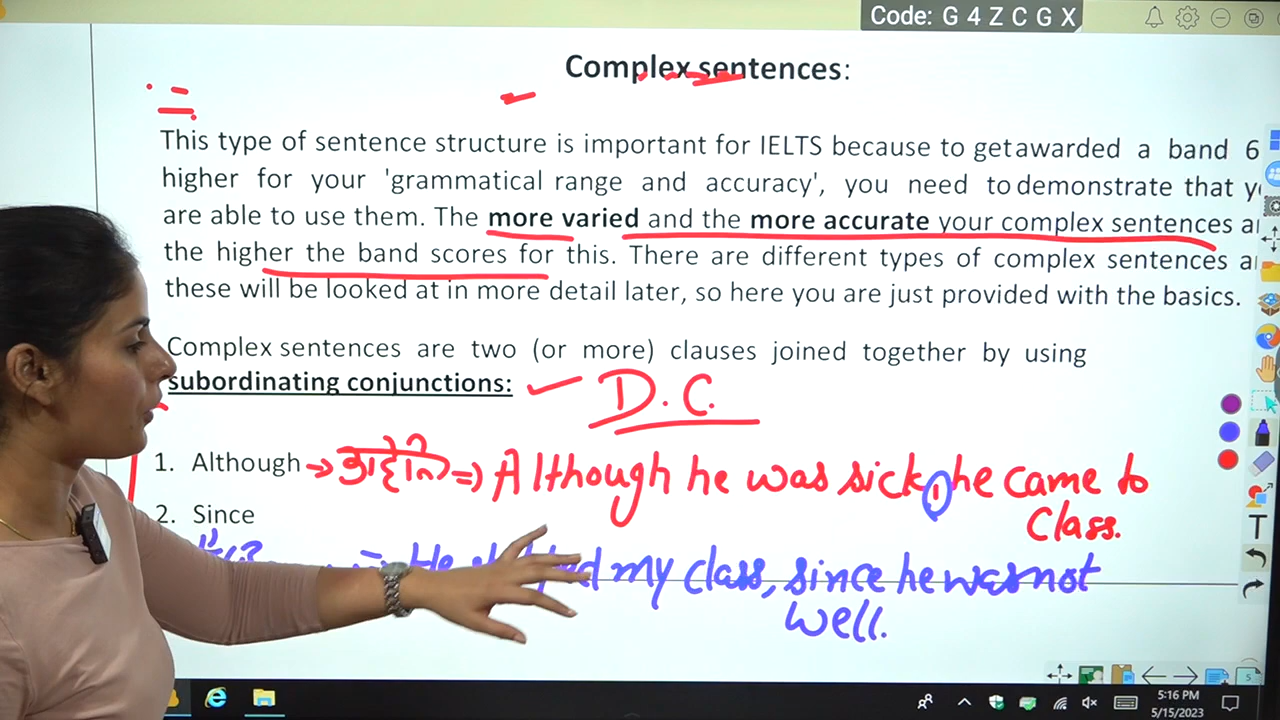 Code: G 4 Z C G X
Complex sentences:
This type of sentence structure is important for IELTS because to get awarded a band 6
higher for your 'grammatical range and accuracy', you need to demonstrate that y
are able to use them. The more varied and the more accurate your complex sentences a
the higher the band scores for this. There are different types of complex sentences a
these will be looked at in more detail later, so here you are just provided with the basics.
Complex sentences are two (or more) clauses joined together by using
subordinating conjunctions: D.C.
1. Although → => Although he was sick, he came to
Class.
2. Since
He my class, since he was not
well.
5:16 PM
5/15/2023